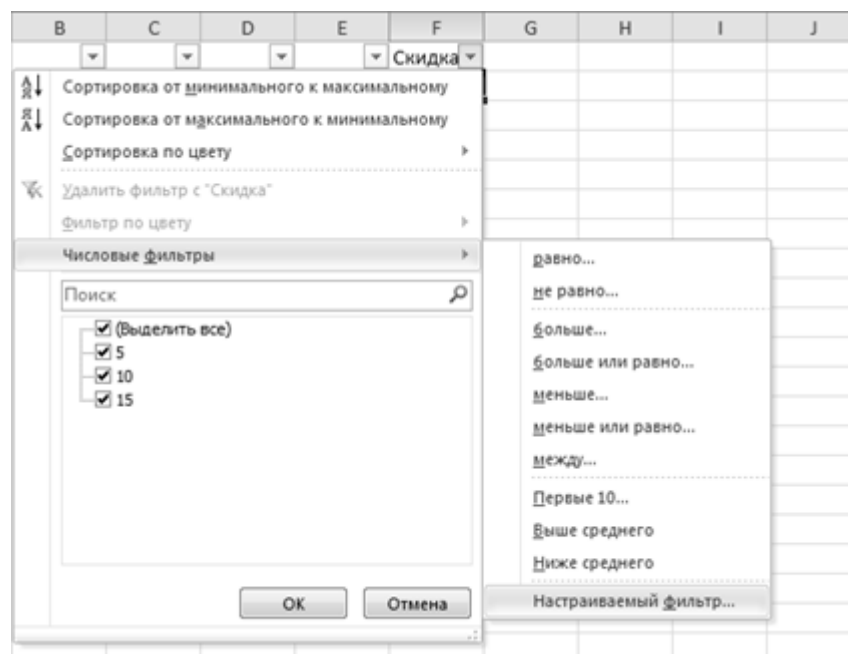 B C D E F G H I J
Скидка
Сортировка от минимального к максимальному
Сортировка от максимального к минимальному
Сортировка по цвету
Удалить фильтр с "Скидка"
Фильтр по цвету
Числовые фильтры
Поиск
(Выделить все)
5
10
15
ОК Отмена
равно...
не равно...
больше...
больше или равно...
меньше...
меньше или равно...
между...
Первые 10...
Выше среднего
Ниже среднего
Настраиваемый фильтр...